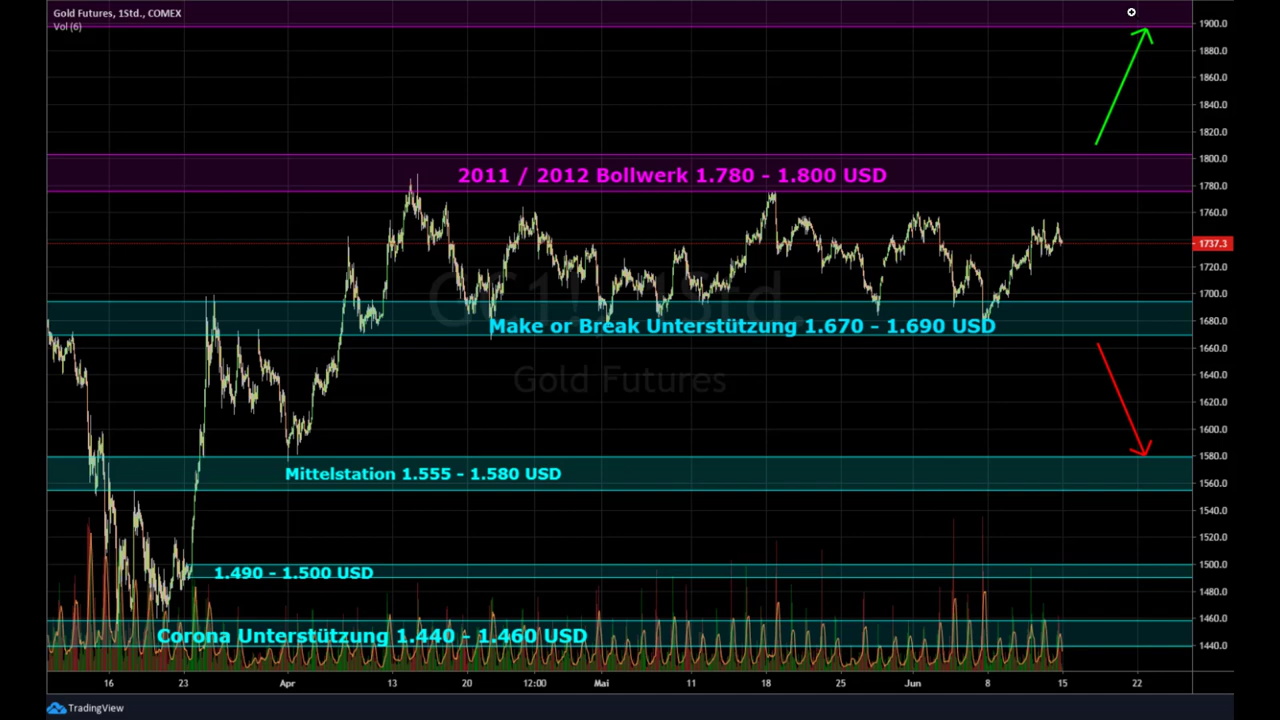 Gold Futures, 1Std., COMEX
Vol (6)
1900.0
1880.0
1860.0
1840.0
1820.0
1800.0
2011 / 2012 Bollwerk 1.780 - 1.800 USD
1780.0
1760.0
1737.3
1720.0
GC1!, 1Std.
1700.0
Make or Break Unterstützung 1.670 - 1.690 USD
1680.0
1660.0
Gold Futures
1640.0
1620.0
1600.0
1580.0
Mittelstation 1.555 - 1.580 USD
1560.0
1540.0
1520.0
1500.0
1.490 - 1.500 USD
1480.0
1460.0
Corona Unterstützung 1.440 - 1.460 USD
1440.0
16 23 Apr 13 20 12:00 Mai 11 18 25 Jun 8 15 22
TradingView